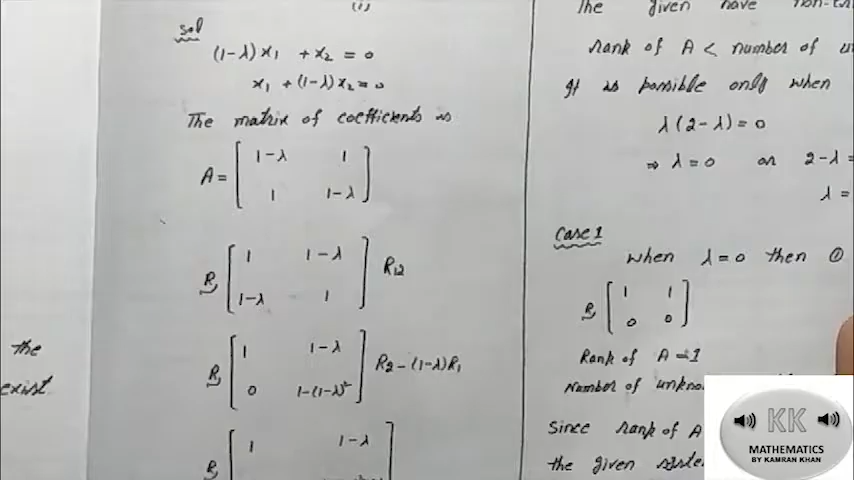 (i)
Sol
(1-λ)x₁ + x₂ = 0
x₁ + (1-λ)x₂ = 0
The matrix of coefficients is
A = [ 1-λ 1
1 1-λ ]
R [ 1 1-λ
1-λ 1 ] R₁₂
R [ 1 1-λ
0 1-(1-λ)² ] R₂-(1-λ)R₁
R [ 1 1-λ
the
exist
The given have
rank of A < number of
It is possible only when
λ(2-λ) = 0
⇒ λ = 0 or 2-λ =
λ =
Case 1
when λ = 0 then ①
R [ 1 1
0 0 ]
Rank of A = 1
Number of
Since rank of A
the given
KK
MATHEMATICS
BY KAMRAN KHAN